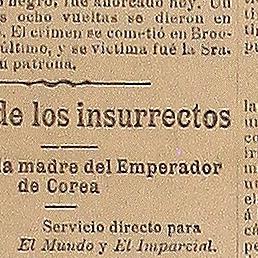 negro, fué ahorcado hoy. Un
s ocho vueltas se dieron en
. El crimen se cometió en Broo-
último, y se víctima fué la Sra.
u patrona.
de los insurrectos
la madre del Emperador
de Corea
Servicio directo para
El Mundo y El Imparcial.